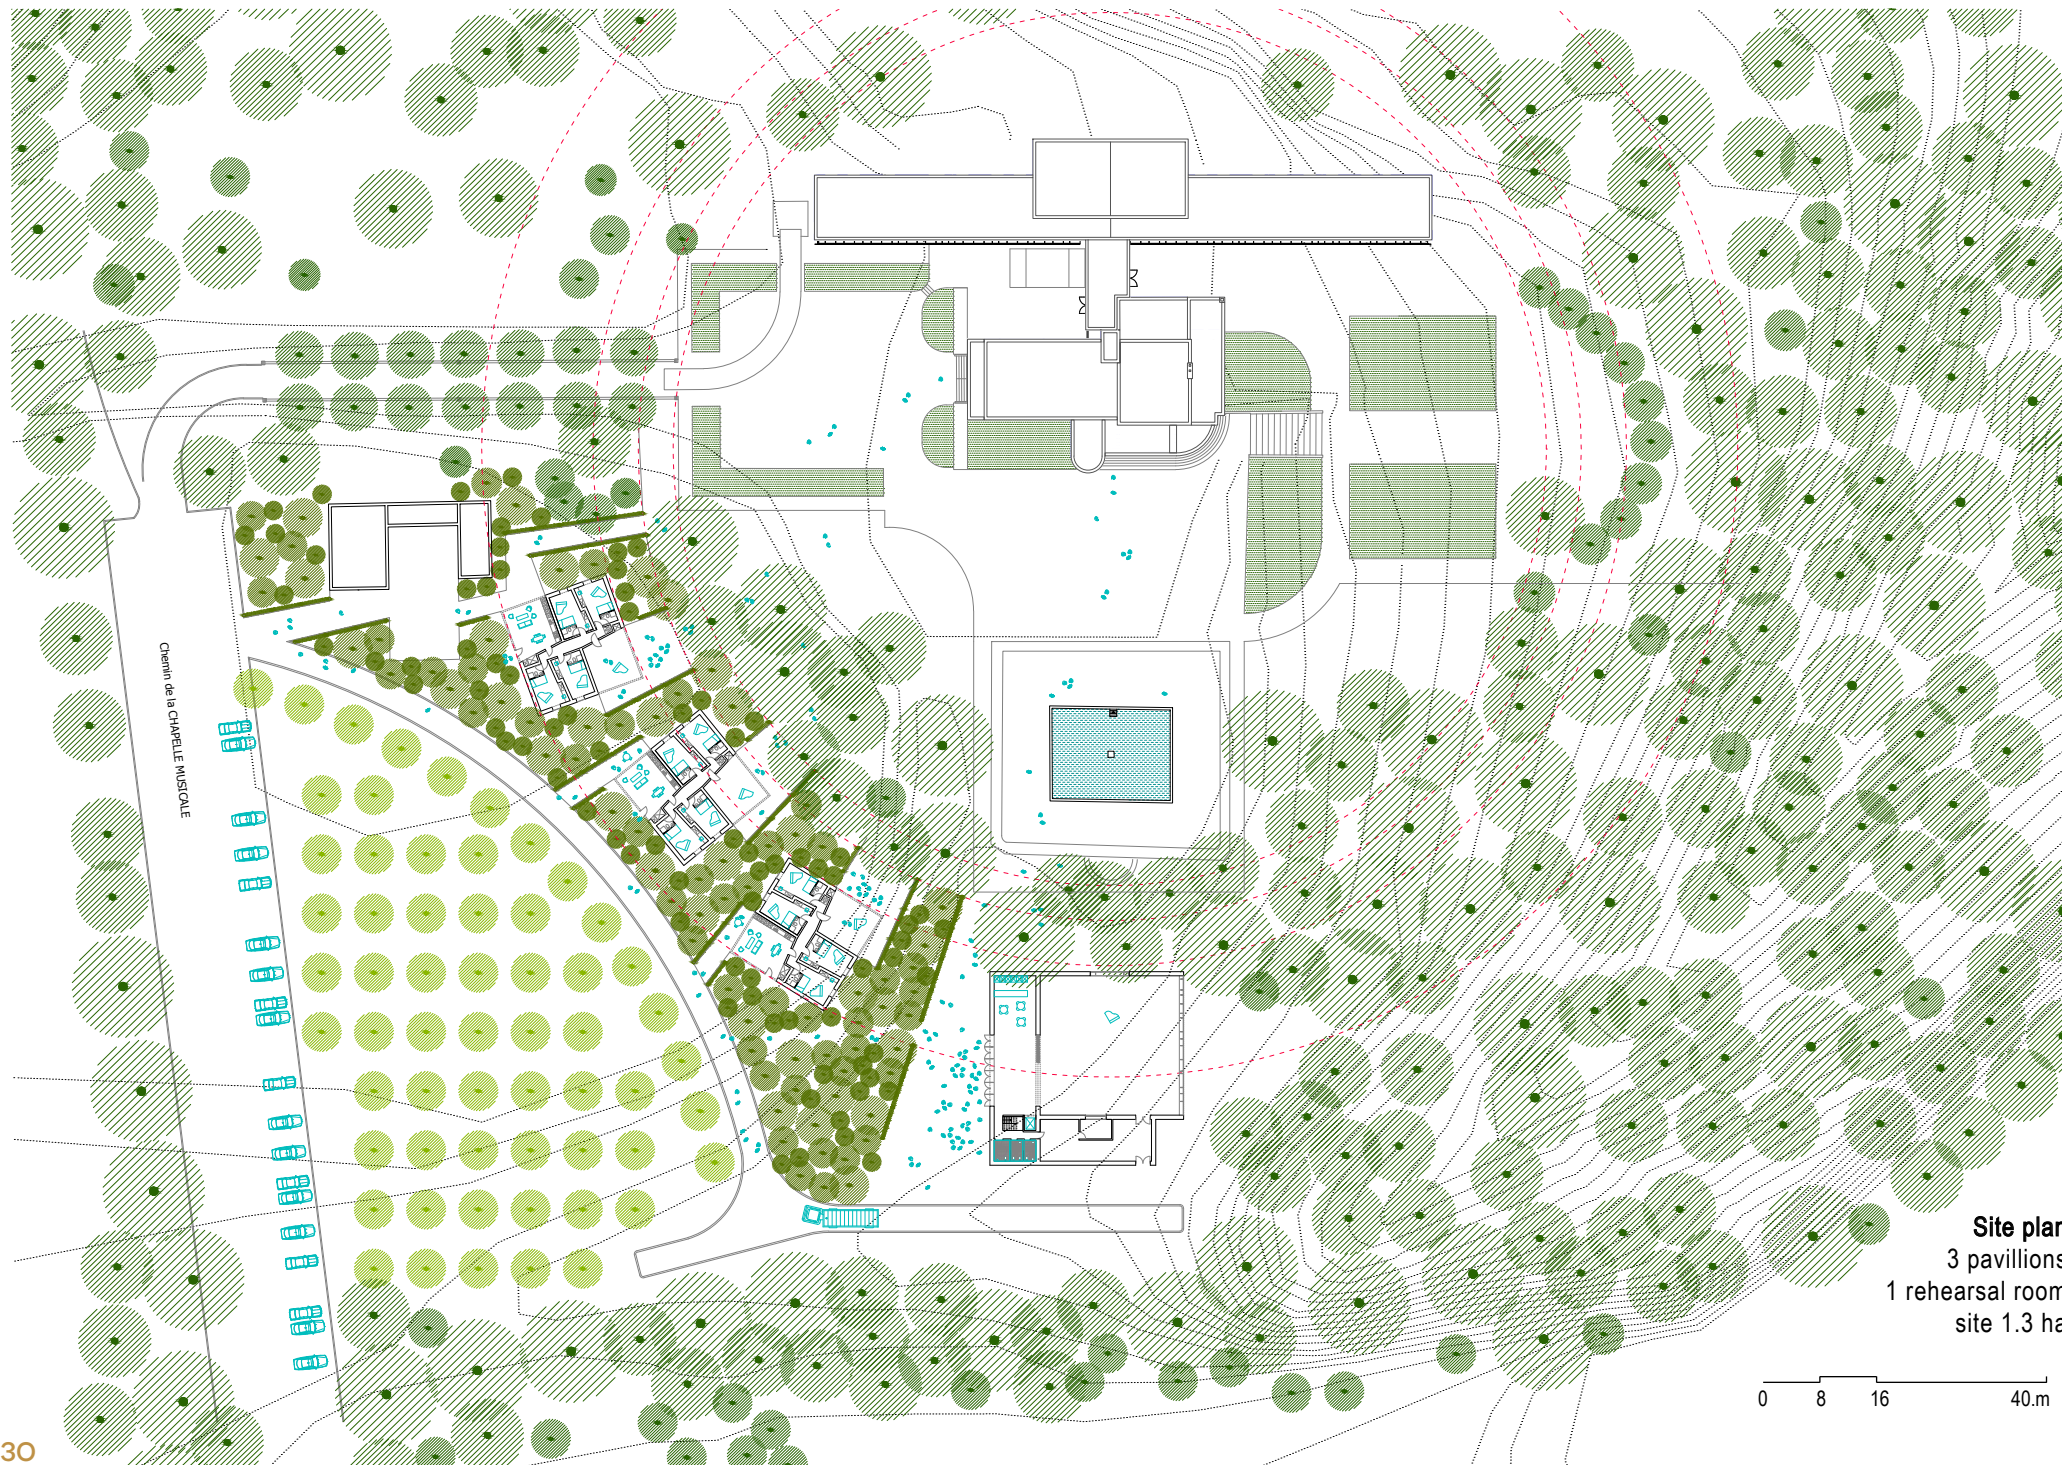 Chemin de la CHAPELLE MUSICALE
Site plan
3 pavillions
1 rehearsal room
site 1.3 ha
0 8 16 40.m
30